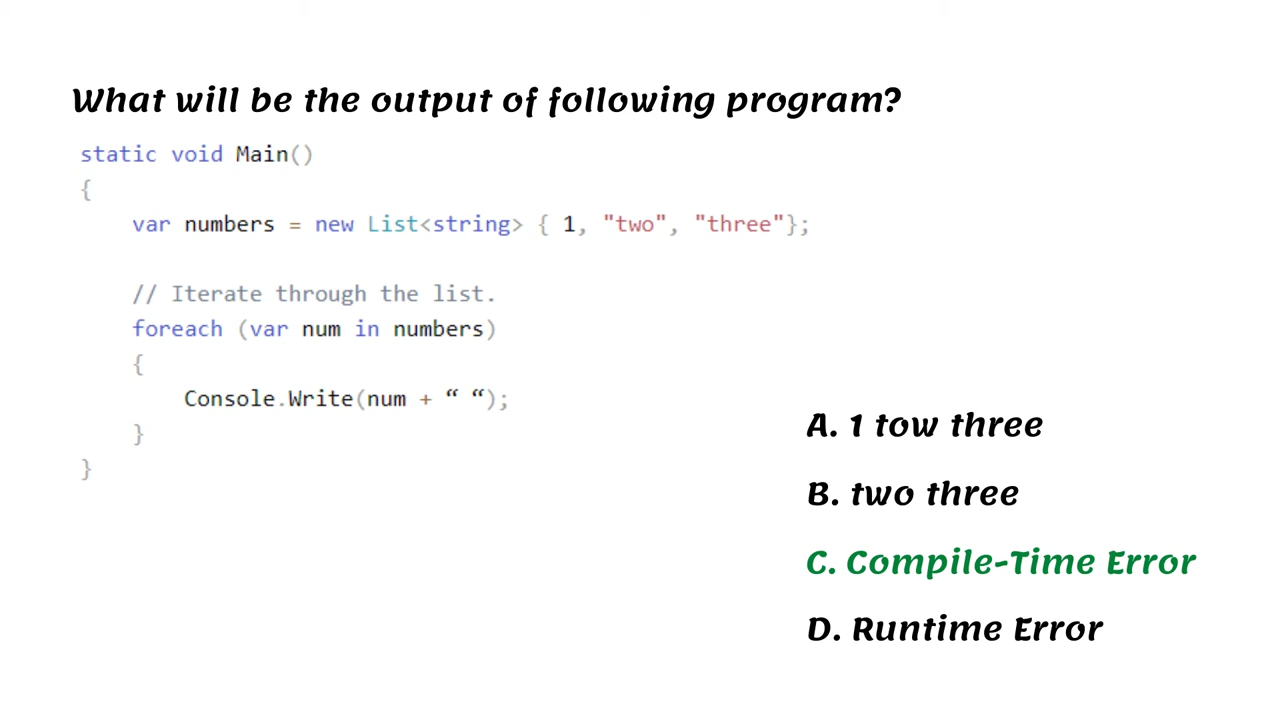 What will be the output of following program?
static void Main()
{
var numbers = new List<string> { 1, "two", "three"};
// Iterate through the list.
foreach (var num in numbers)
{
Console.Write(num + “ “);
}
}
A. 1 tow three
B. two three
C. Compile-Time Error
D. Runtime Error